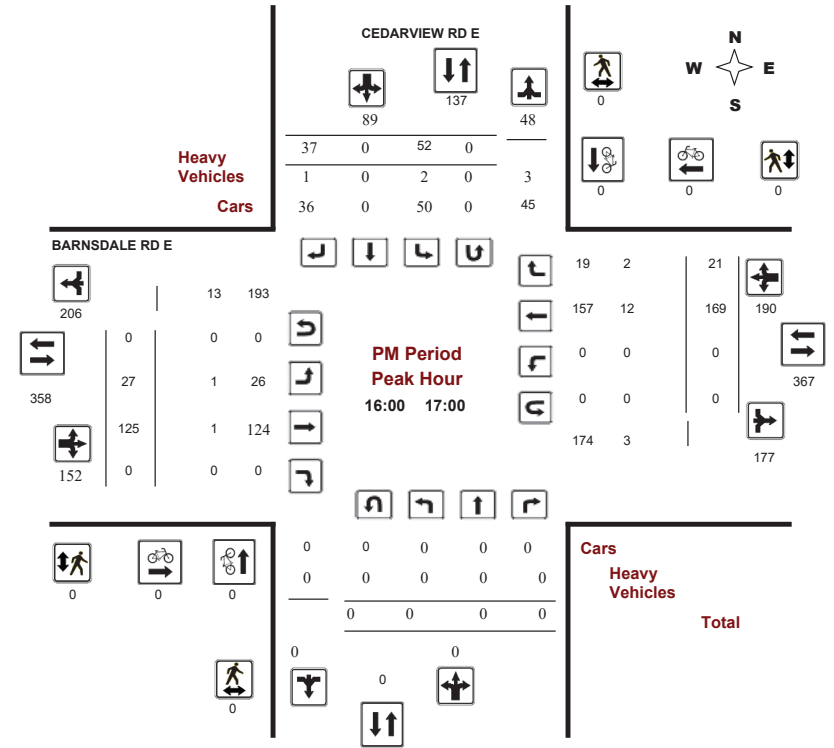 CEDARVIEW RD E
N
W E
S
137
0
89 48
37 0 52 0
Heavy
Vehicles
1 0 2 0 3
Cars
36 0 50 0 45
0 0 0
BARNSDALE RD E
206
13 193
0 0 0
358
27 1 26
125 1 124
152
0 0 0
PM Period
Peak Hour
16:00 17:00
19 2 21
157 12 169 190
0 0 0
367
0 0 0
174 3
177
0 0 0 0 0
Cars
0 0 0 0 0
Heavy
Vehicles
0 0 0 0
Total
0 0 0
0 0
0
0